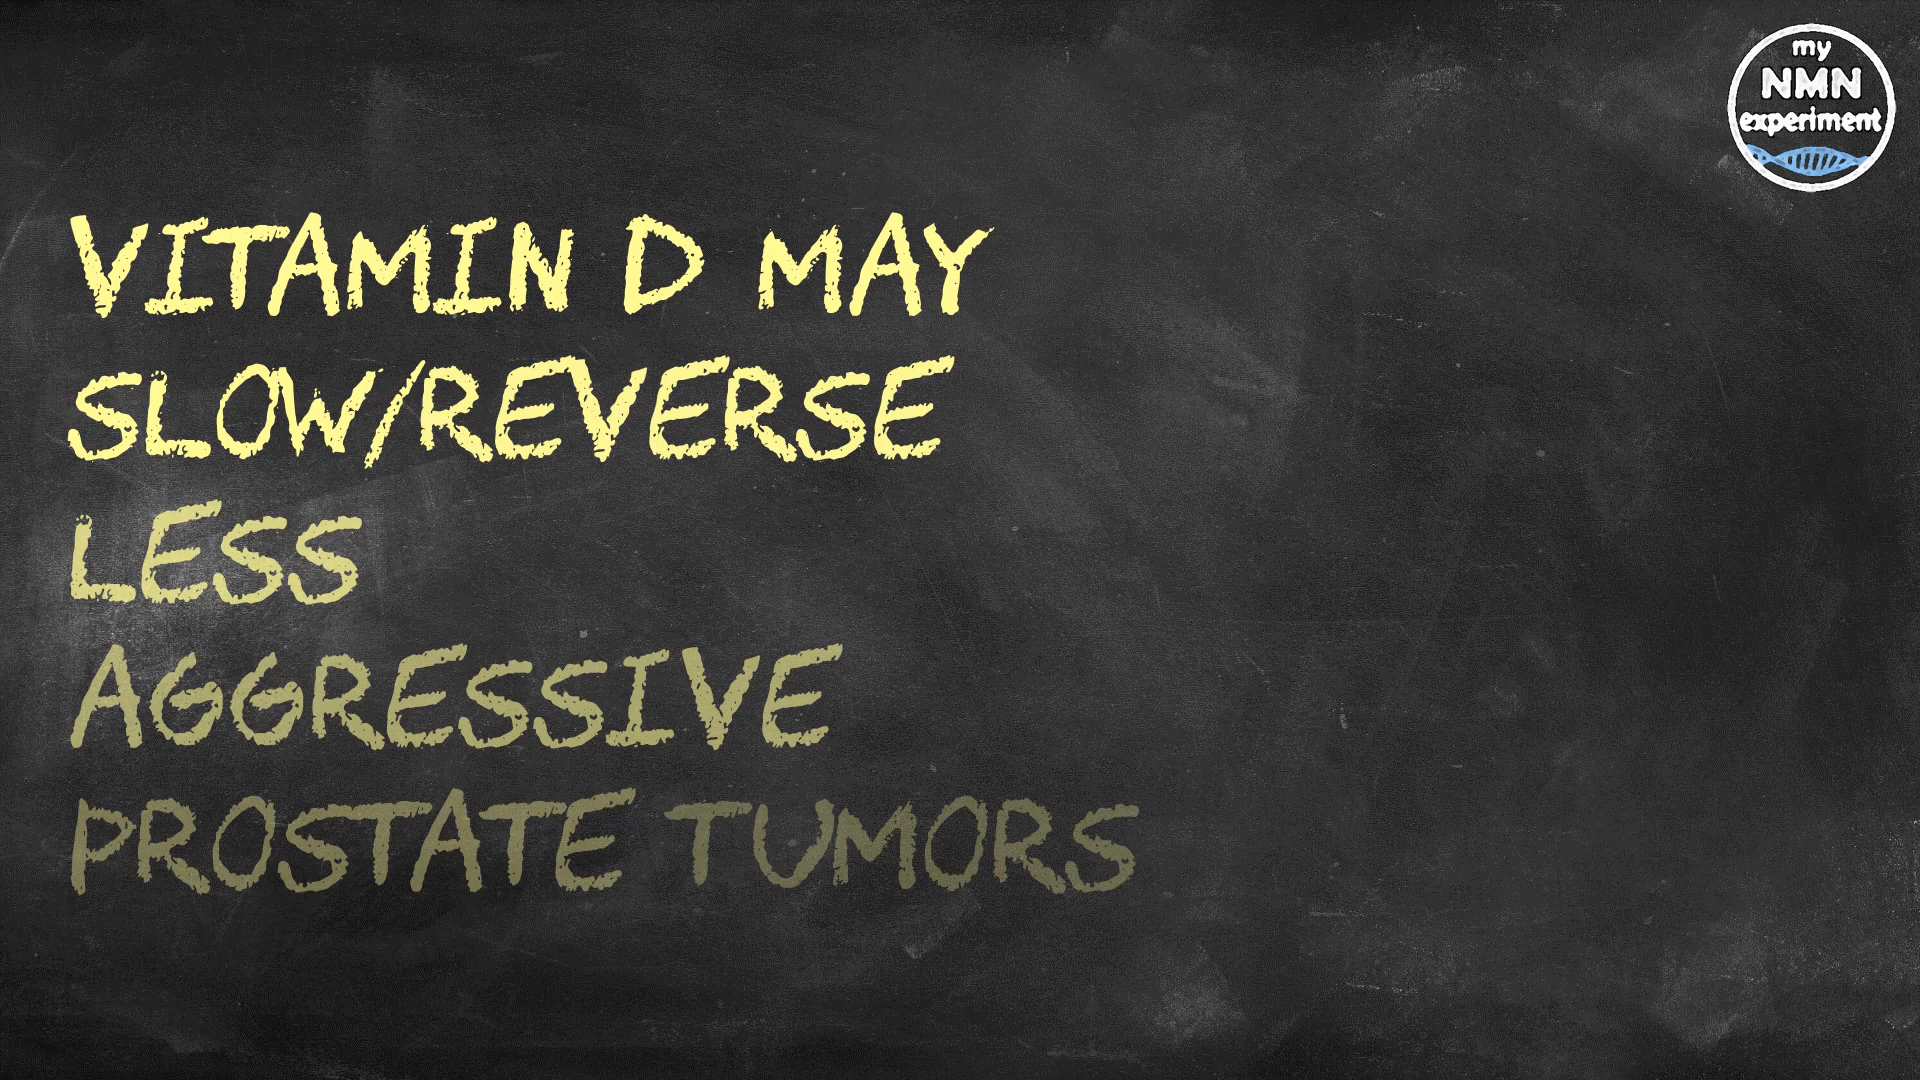 my
NMN
experiment
VITAMIN D MAY
SLOW/REVERSE
LESS
AGGRESSIVE
PROSTATE TUMORS